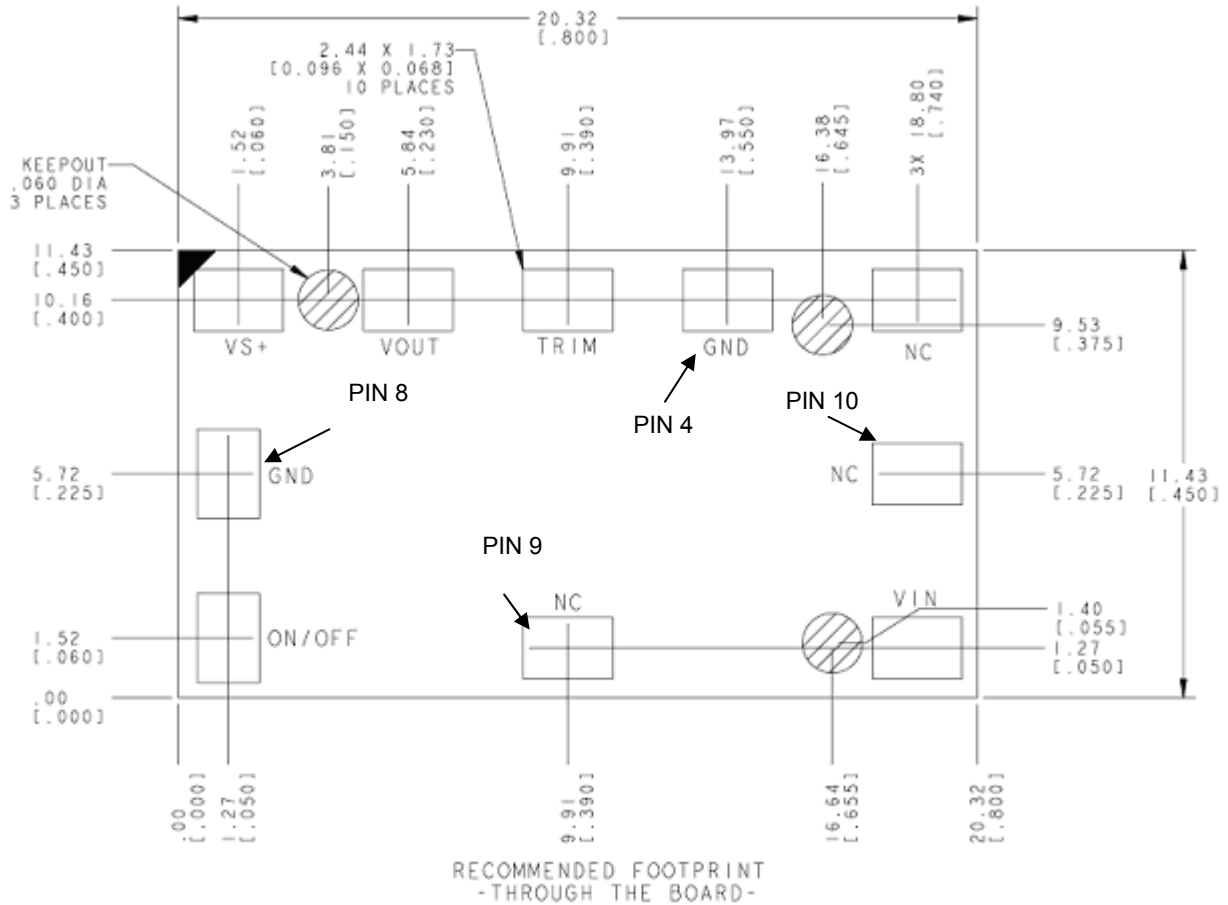 20.32
[.800]
2.44 X 1.73
[0.096 X 0.068]
10 PLACES
1.52
[.060]
3.81
[.150]
5.84
[.230]
9.91
[.390]
13.97
[.550]
16.38
[.645]
3X 18.80
[.740]
KEEPOUT
.060 DIA
3 PLACES
11.43
[.450]
10.16
[.400]
VS+
VOUT
TRIM
GND
NC
9.53
[.375]
PIN 8
PIN 4
PIN 10
5.72
[.225]
GND
NC
5.72
[.225]
11.43
[.450]
PIN 9
NC
VIN
1.52
[.060]
ON/OFF
1.40
[.055]
1.27
[.050]
.00
[.000]
.00
[.000]
1.27
[.050]
9.91
[.390]
16.64
[.655]
20.32
[.800]
RECOMMENDED FOOTPRINT
-THROUGH THE BOARD-